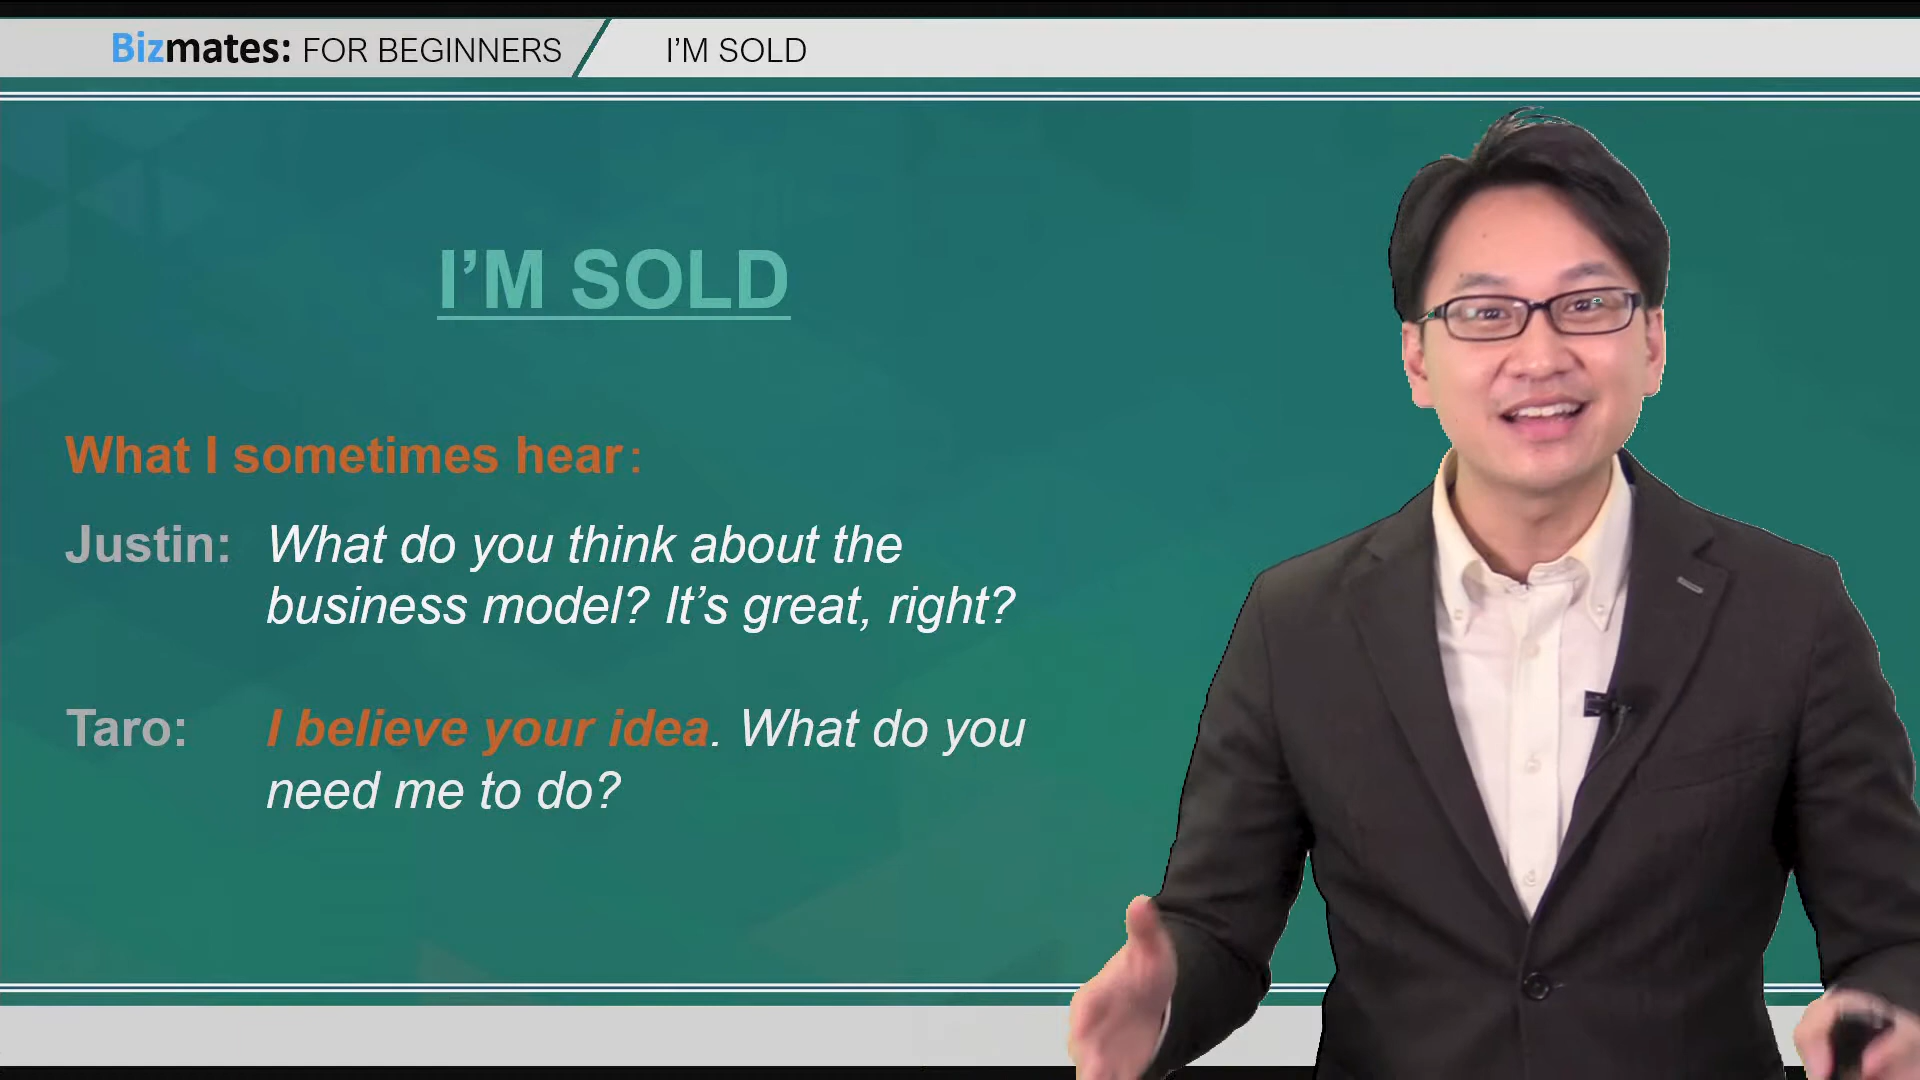 Bizmates: FOR BEGINNERS I'M SOLD
I'M SOLD
What I sometimes hear:
Justin: What do you think about the
business model? It's great, right?
Taro: I believe your idea. What do you
need me to do?